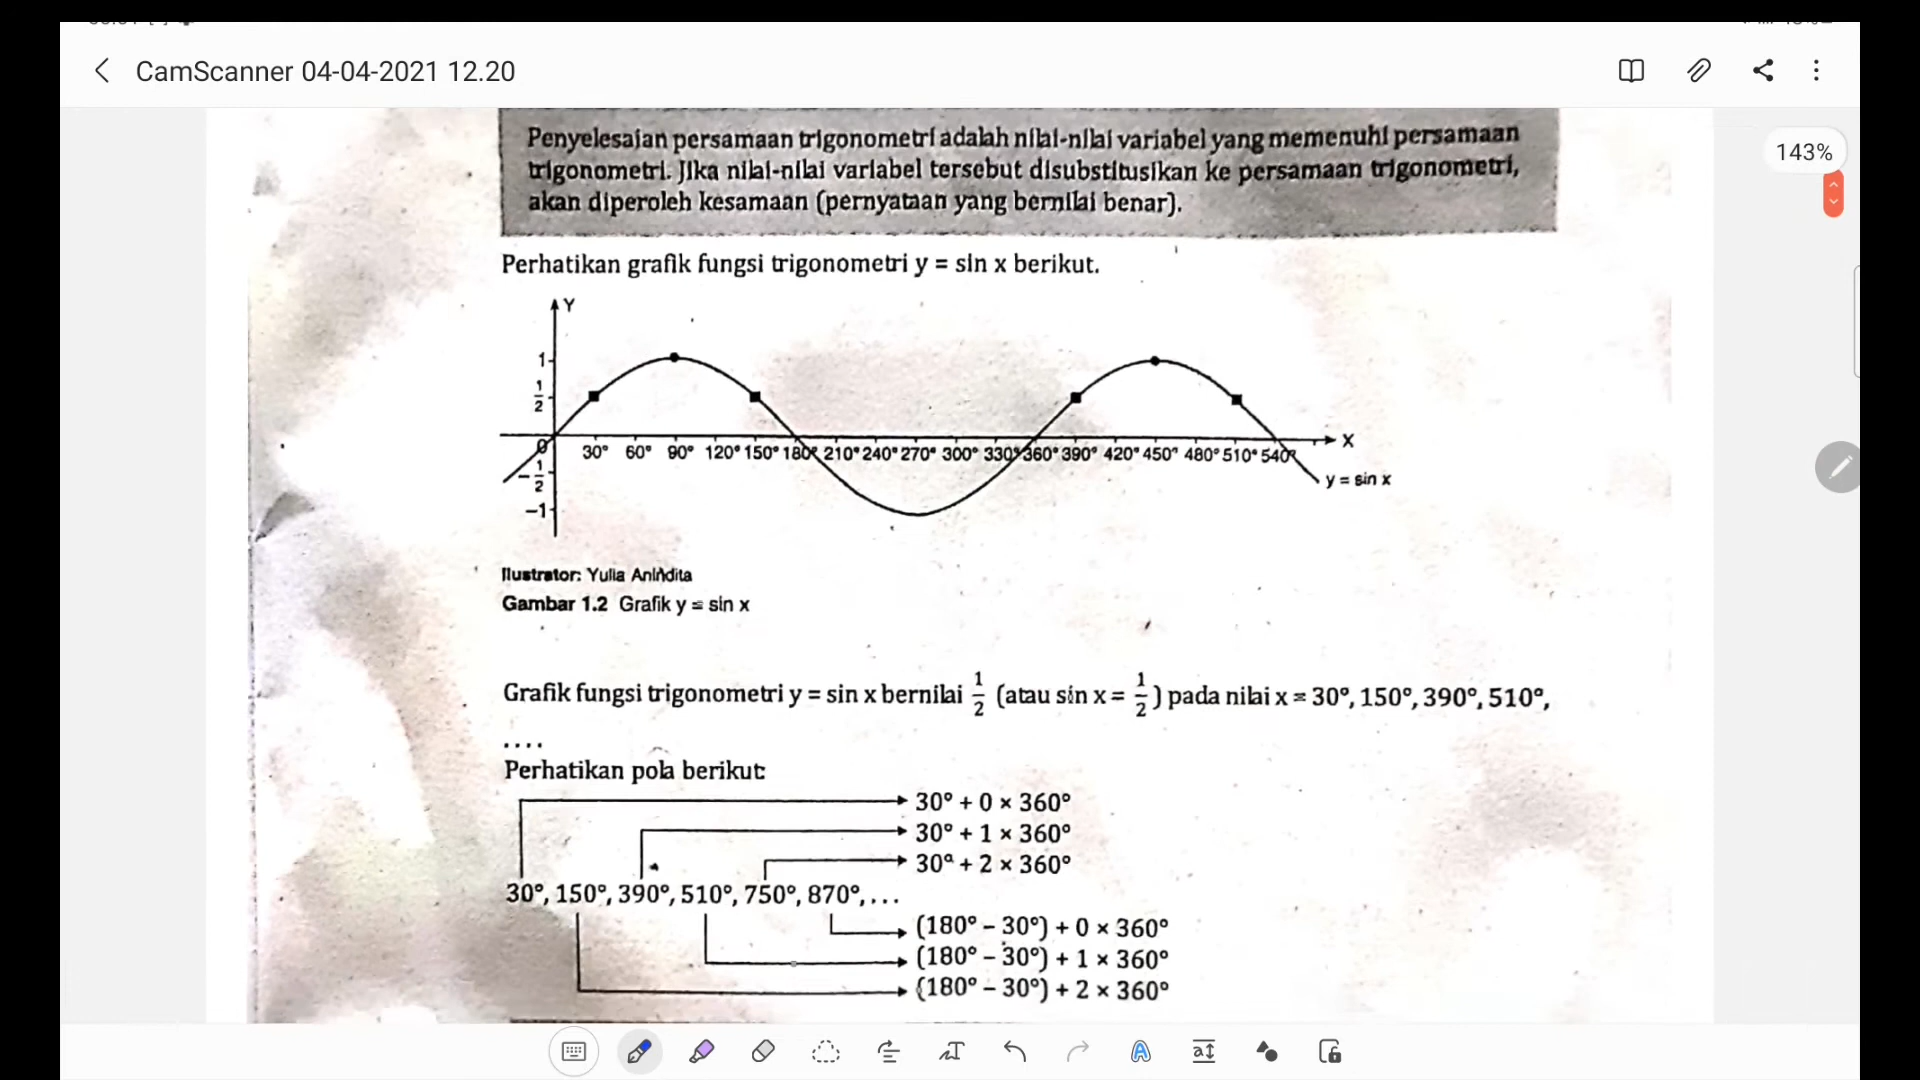 CamScanner 04-04-2021 12.20
143%
Penyelesaian persamaan trigonometri adalah nilai-nilai variabel yang memenuhi persamaan
trigonometri. Jika nilai-nilai variabel tersebut disubstitusikan ke persamaan trigonometri,
akan diperoleh kesamaan (pernyataan yang bernilai benar).
Perhatikan grafik fungsi trigonometri y = sin x berikut.
Y
1
1/2
0
-1/2
-1
30° 60° 90° 120° 150° 180° 210° 240° 270° 300° 330° 360° 390° 420° 450° 480° 510° 540°
X
y = sin x
Ilustrator: Yulia Anindita
Gambar 1.2 Grafik y = sin x
Grafik fungsi trigonometri y = sin x bernilai 1/2 (atau sin x = 1/2) pada nilai x = 30°, 150°, 390°, 510°,
....
Perhatikan pola berikut:
30° + 0 × 360°
30° + 1 × 360°
30° + 2 × 360°
30°, 150°, 390°, 510°, 750°, 870°, ...
(180° – 30°) + 0 × 360°
(180° – 30°) + 1 × 360°
(180° – 30°) + 2 × 360°